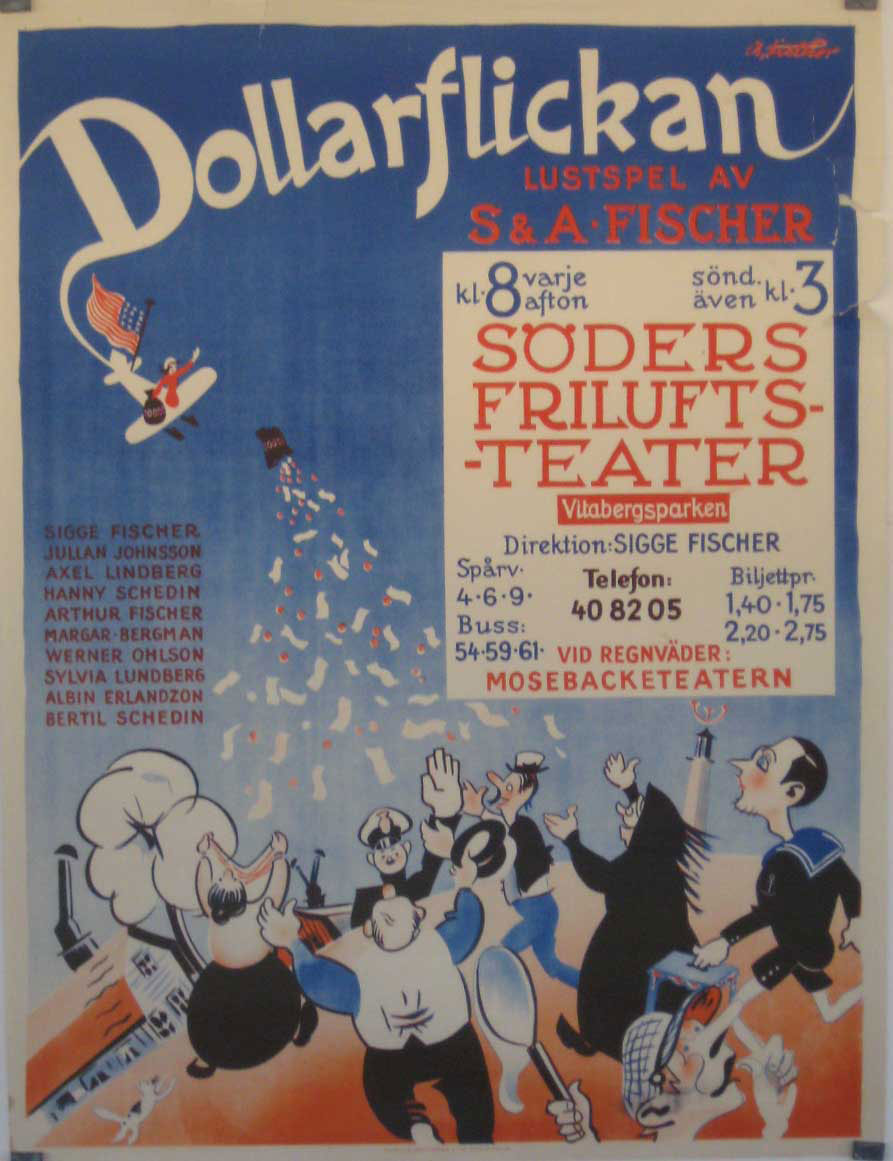 Dollarflickan
LUSTSPEL AV
S & A · FISCHER
kl. 8 varje afton
sönd. även kl. 3
SÖDERS
FRILUFTS-
-TEATER
Vitabergsparken
Direktion: SIGGE FISCHER
Spårv.
4·6·9·
Buss:
54·59·61·
Telefon:
40 82 05
Biljettpr.
1,40·1,75
2,20·2,75
VID REGNVÄDER:
MOSEBACKETEATERN
SIGGE FISCHER
JULLAN JOHNSSON
AXEL LINDBERG
HANNY SCHEDIN
ARTHUR FISCHER
MARGAR·BERGMAN
WERNER OHLSON
SYLVIA LUNDBERG
ALBIN ERLANDZON
BERTIL SCHEDIN